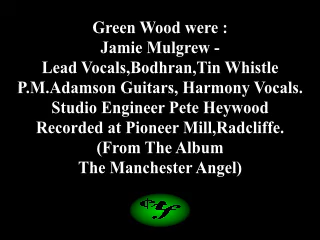 Green Wood were :
Jamie Mulgrew -
Lead Vocals,Bodhran,Tin Whistle
P.M.Adamson Guitars, Harmony Vocals.
Studio Engineer Pete Heywood
Recorded at Pioneer Mill,Radcliffe.
(From The Album
The Manchester Angel)